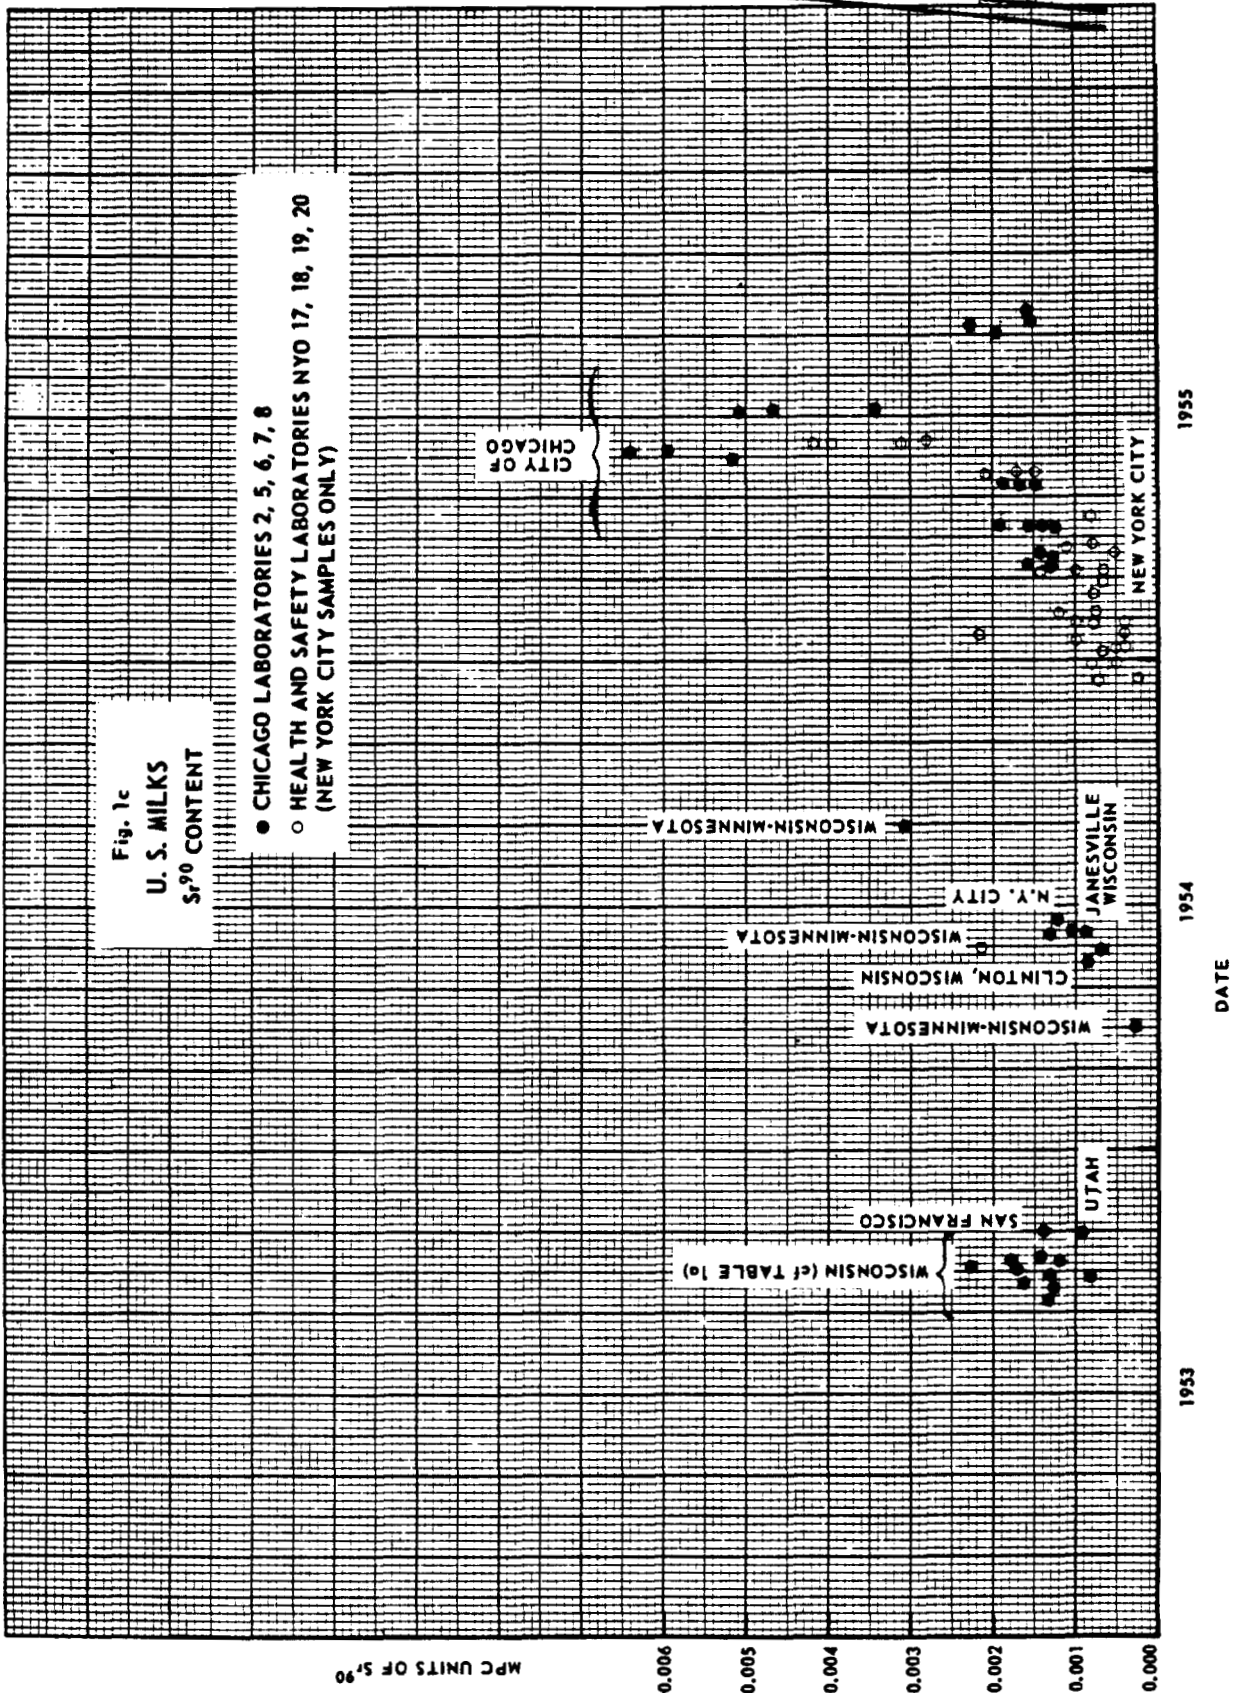 Fig. 1c
U. S. MILKS
Sr⁹⁰ CONTENT
● CHICAGO LABORATORIES 2, 5, 6, 7, 8
○ HEALTH AND SAFETY LABORATORIES NYO 17, 18, 19, 20
(NEW YORK CITY SAMPLES ONLY)
MPC UNITS OF Sr⁹⁰
0.006
0.005
0.004
0.003
0.002
0.001
0.000
WISCONSIN (cf TABLE 1a)
SAN FRANCISCO
UTAH
WISCONSIN-MINNESOTA
CLINTON, WISCONSIN
WISCONSIN-MINNESOTA
N.Y. CITY
JANESVILLE
WISCONSIN
WISCONSIN-MINNESOTA
CITY OF
CHICAGO
NEW YORK CITY
1953
1954
1955
DATE